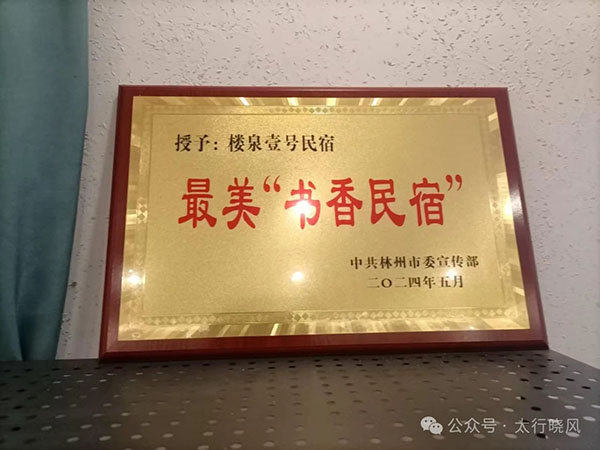 授予：楼泉壹号民宿
最美“书香民宿”
中共林州市委宣传部
二〇二四年五月
公众号·太行晓风